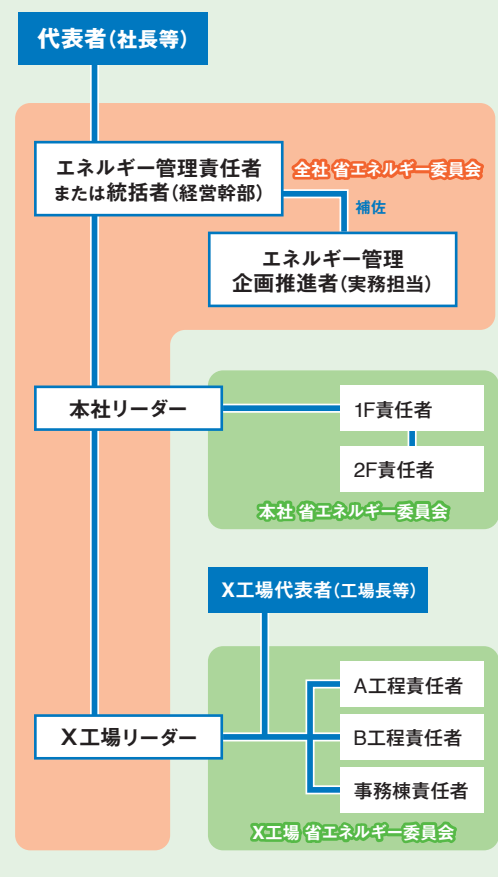 代表者(社長等)
エネルギー管理責任者
または統括者(経営幹部)
全社 省エネルギー委員会
補佐
エネルギー管理
企画推進者(実務担当)
本社リーダー
1F責任者
2F責任者
本社 省エネルギー委員会
X工場代表者(工場長等)
A工程責任者
X工場リーダー
B工程責任者
事務棟責任者
X工場 省エネルギー委員会